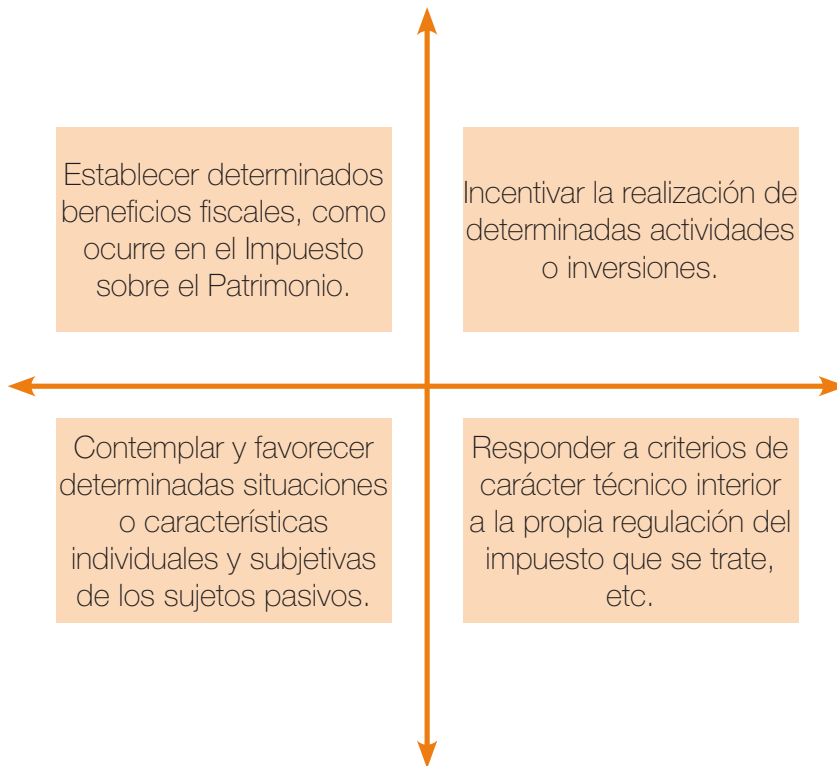 Establecer determinados
beneficios fiscales, como
ocurre en el Impuesto
sobre el Patrimonio.
Incentivar la realización de
determinadas actividades
o inversiones.
Contemplar y favorecer
determinadas situaciones
o características
individuales y subjetivas
de los sujetos pasivos.
Responder a criterios de
carácter técnico interior
a la propia regulación del
impuesto que se trate,
etc.